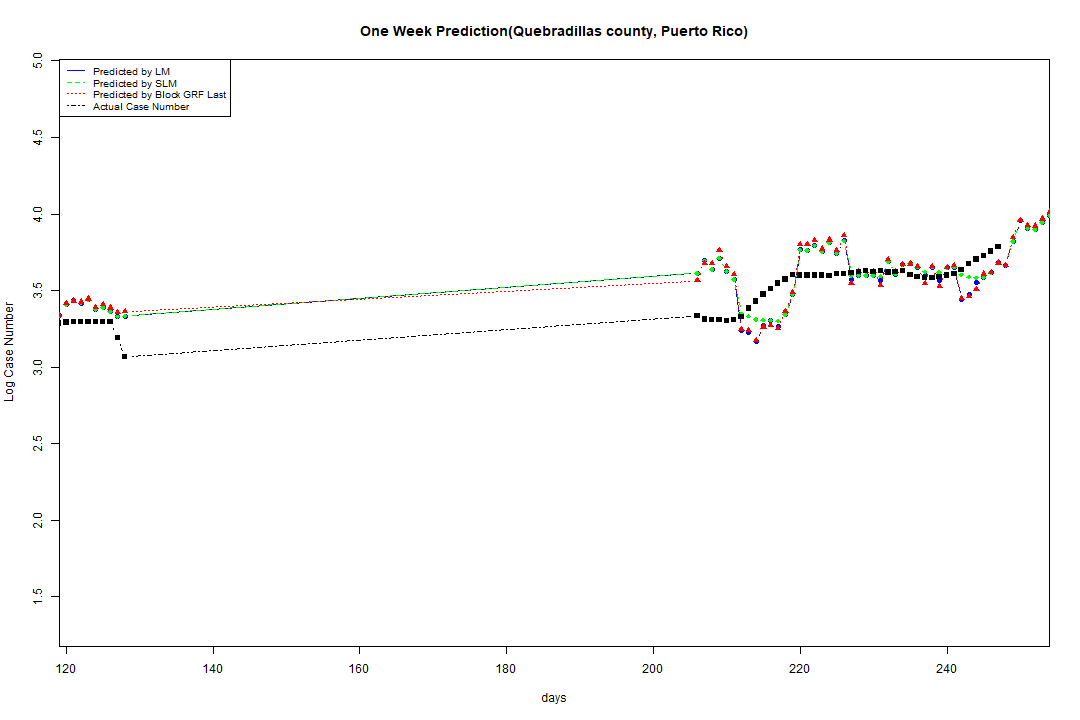 One Week Prediction(Quebradillas county, Puerto Rico)
Predicted by LM
Predicted by SLM
Predicted by Block GRF Last
Actual Case Number
5.0
4.5
4.0
3.5
3.0
2.5
2.0
1.5
Log Case Number
120 140 160 180 200 220 240
days